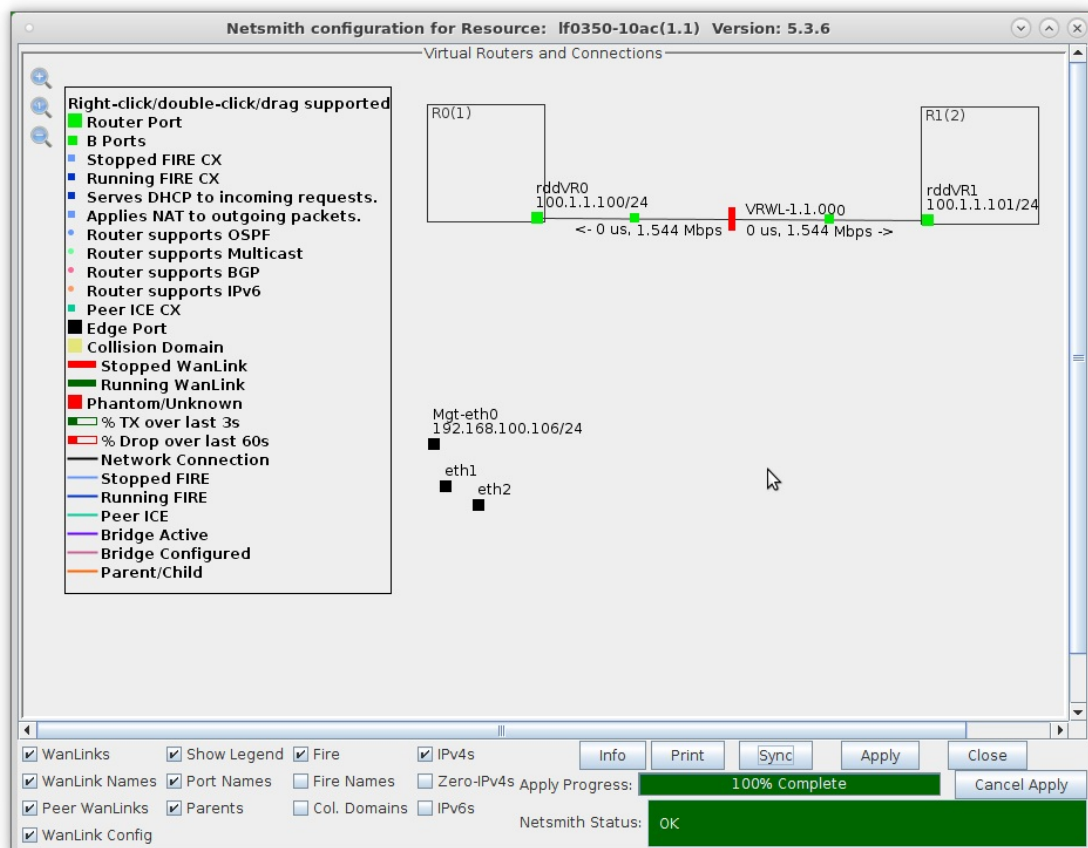 Netsmith configuration for Resource: lf0350-10ac(1.1) Version: 5.3.6
Virtual Routers and Connections
Right-click/double-click/drag supported
Router Port
B Ports
Stopped FIRE CX
Running FIRE CX
Serves DHCP to incoming requests.
Applies NAT to outgoing packets.
Router supports OSPF
Router supports Multicast
Router supports BGP
Router supports IPv6
Peer ICE CX
Edge Port
Collision Domain
Stopped WanLink
Running WanLink
Phantom/Unknown
% TX over last 3s
% Drop over last 60s
Network Connection
Stopped FIRE
Running FIRE
Peer ICE
Bridge Active
Bridge Configured
Parent/Child
R0(1)
rddVR0
100.1.1.100/24
<- 0 us, 1.544 Mbps
VRWL-1.1.000
0 us, 1.544 Mbps ->
R1(2)
rddVR1
100.1.1.101/24
Mgt-eth0
192.168.100.106/24
eth1
eth2
WanLinks Show Legend Fire IPv4s Info Print Sync Apply Close
WanLink Names Port Names Fire Names Zero-IPv4s Apply Progress: 100% Complete Cancel Apply
Peer WanLinks Parents Col. Domains IPv6s
Netsmith Status: OK
WanLink Config